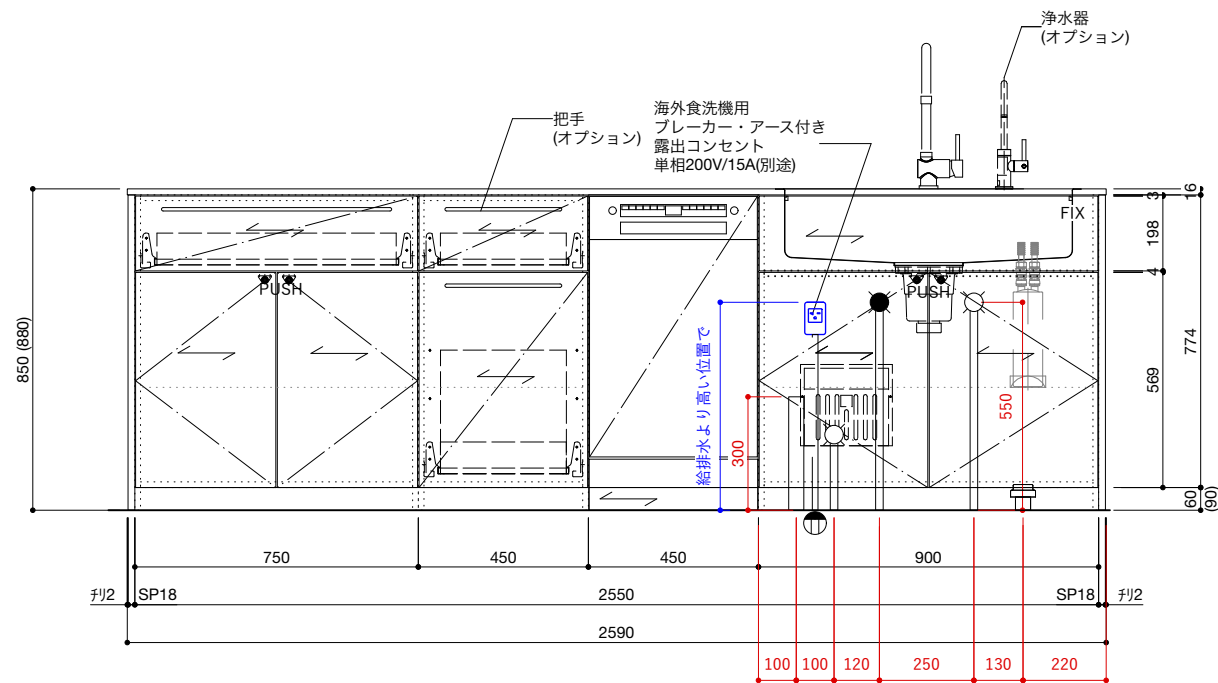 浄水器
(オプション)
把手
(オプション)
海外食洗機用
ブレーカー・アース付き
露出コンセント
単相200V/15A(別途)
FIX
PUSH
PUSH
給排水より高い位置で
300
550
850 (880)
16
3
198
4
774
569
60
(90)
750
450
450
900
ﾁﾘ2
SP18
2550
SP18
ﾁﾘ2
2590
100
100
120
250
130
220